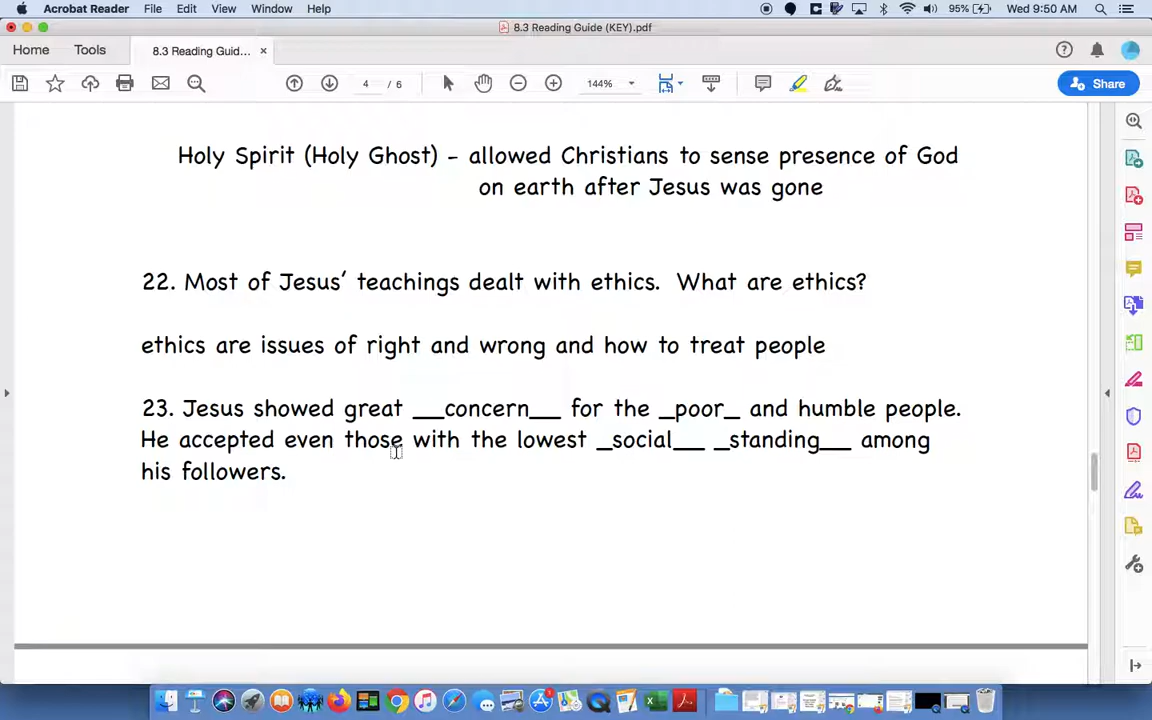 Acrobat Reader File Edit View Window Help 95% Wed 9:50 AM
8.3 Reading Guide (KEY).pdf
Home Tools 8.3 Reading Guid... ×
4 / 6 144% Share
Holy Spirit (Holy Ghost) - allowed Christians to sense presence of God
on earth after Jesus was gone
22. Most of Jesus' teachings dealt with ethics. What are ethics?
ethics are issues of right and wrong and how to treat people
23. Jesus showed great __concern__ for the _poor_ and humble people.
He accepted even those with the lowest _social__ _standing__ among
his followers.